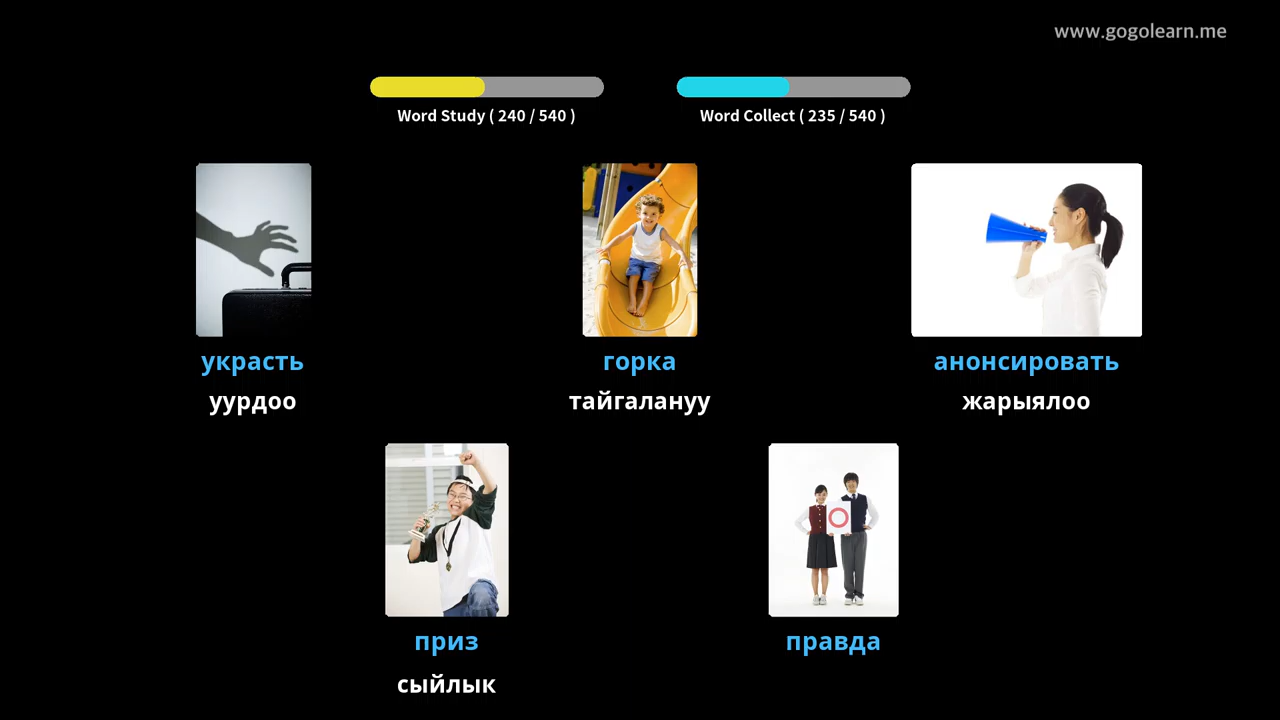 www.gogolearn.me
Word Study ( 240 / 540 )
Word Collect ( 235 / 540 )
украсть
уурдоо
горка
тайгалануу
анонсировать
жарыялоо
приз
сыйлык
правда